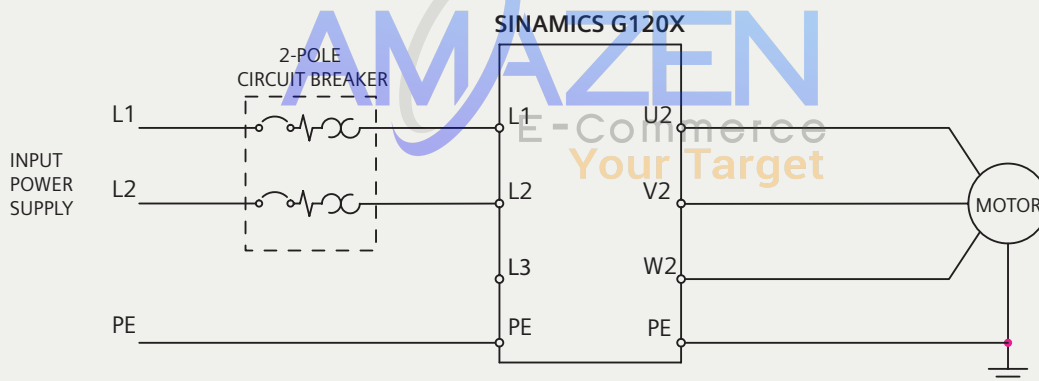 SINAMICS G120X
AMAZEN
E-Commerce
Your Target
2-POLE
CIRCUIT BREAKER
INPUT
POWER
SUPPLY
L1
L2
PE
L1
L2
L3
PE
U2
V2
W2
PE
MOTOR